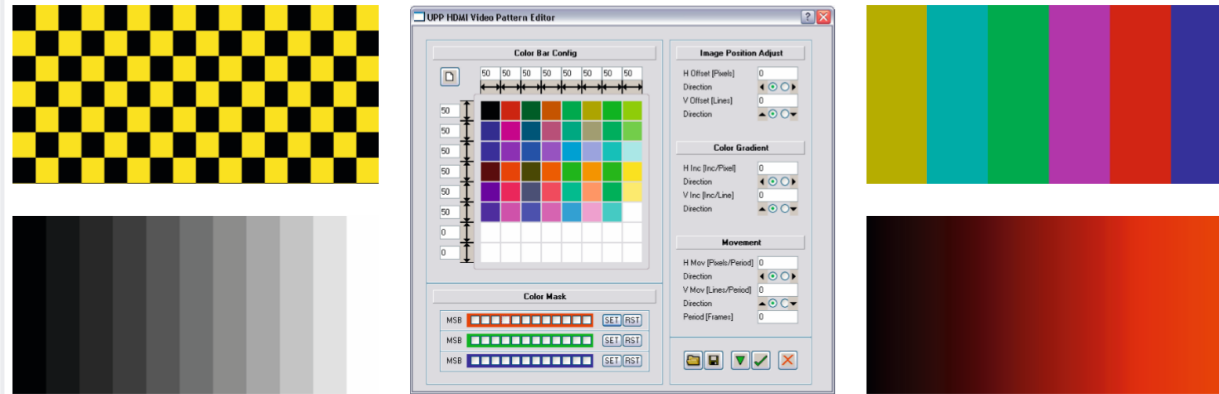 UPP HDMI Video Pattern Editor
Color Bar Config
50 50 50 50 50 50 50 50
50
50
50
50
50
50
0
0
Color Mask
MSB SET RST
MSB SET RST
MSB SET RST
Image Position Adjust
H Offset [Pixels] 0
Direction
V Offset [Lines] 0
Direction
Color Gradient
H Inc [Inc/Pixel] 0
Direction
V Inc [Inc/Line] 0
Direction
Movement
H Mov [Pixels/Period] 0
Direction
V Mov [Lines/Period] 0
Direction
Period [Frames] 0